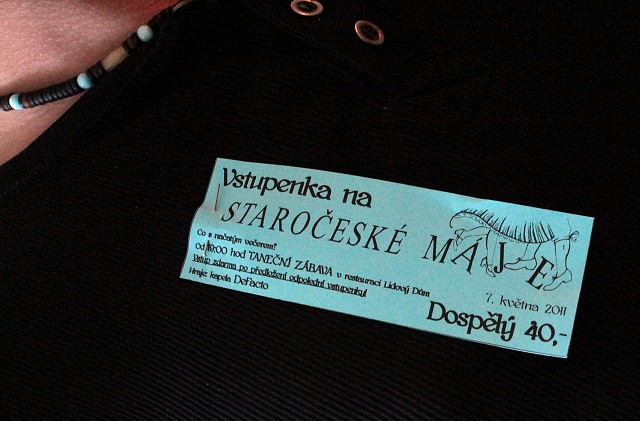 Vstupenka na
STAROČESKÉ MÁJE
Co s načatým večerem?
Od 19:00 hod TANEČNÍ ZÁBAVA v restauraci Lidový Dům
Vstup zdarma po předložení odpolední vstupenky!
Hraje kapela DeFacto
7. května 2011
Dospělý 40,-